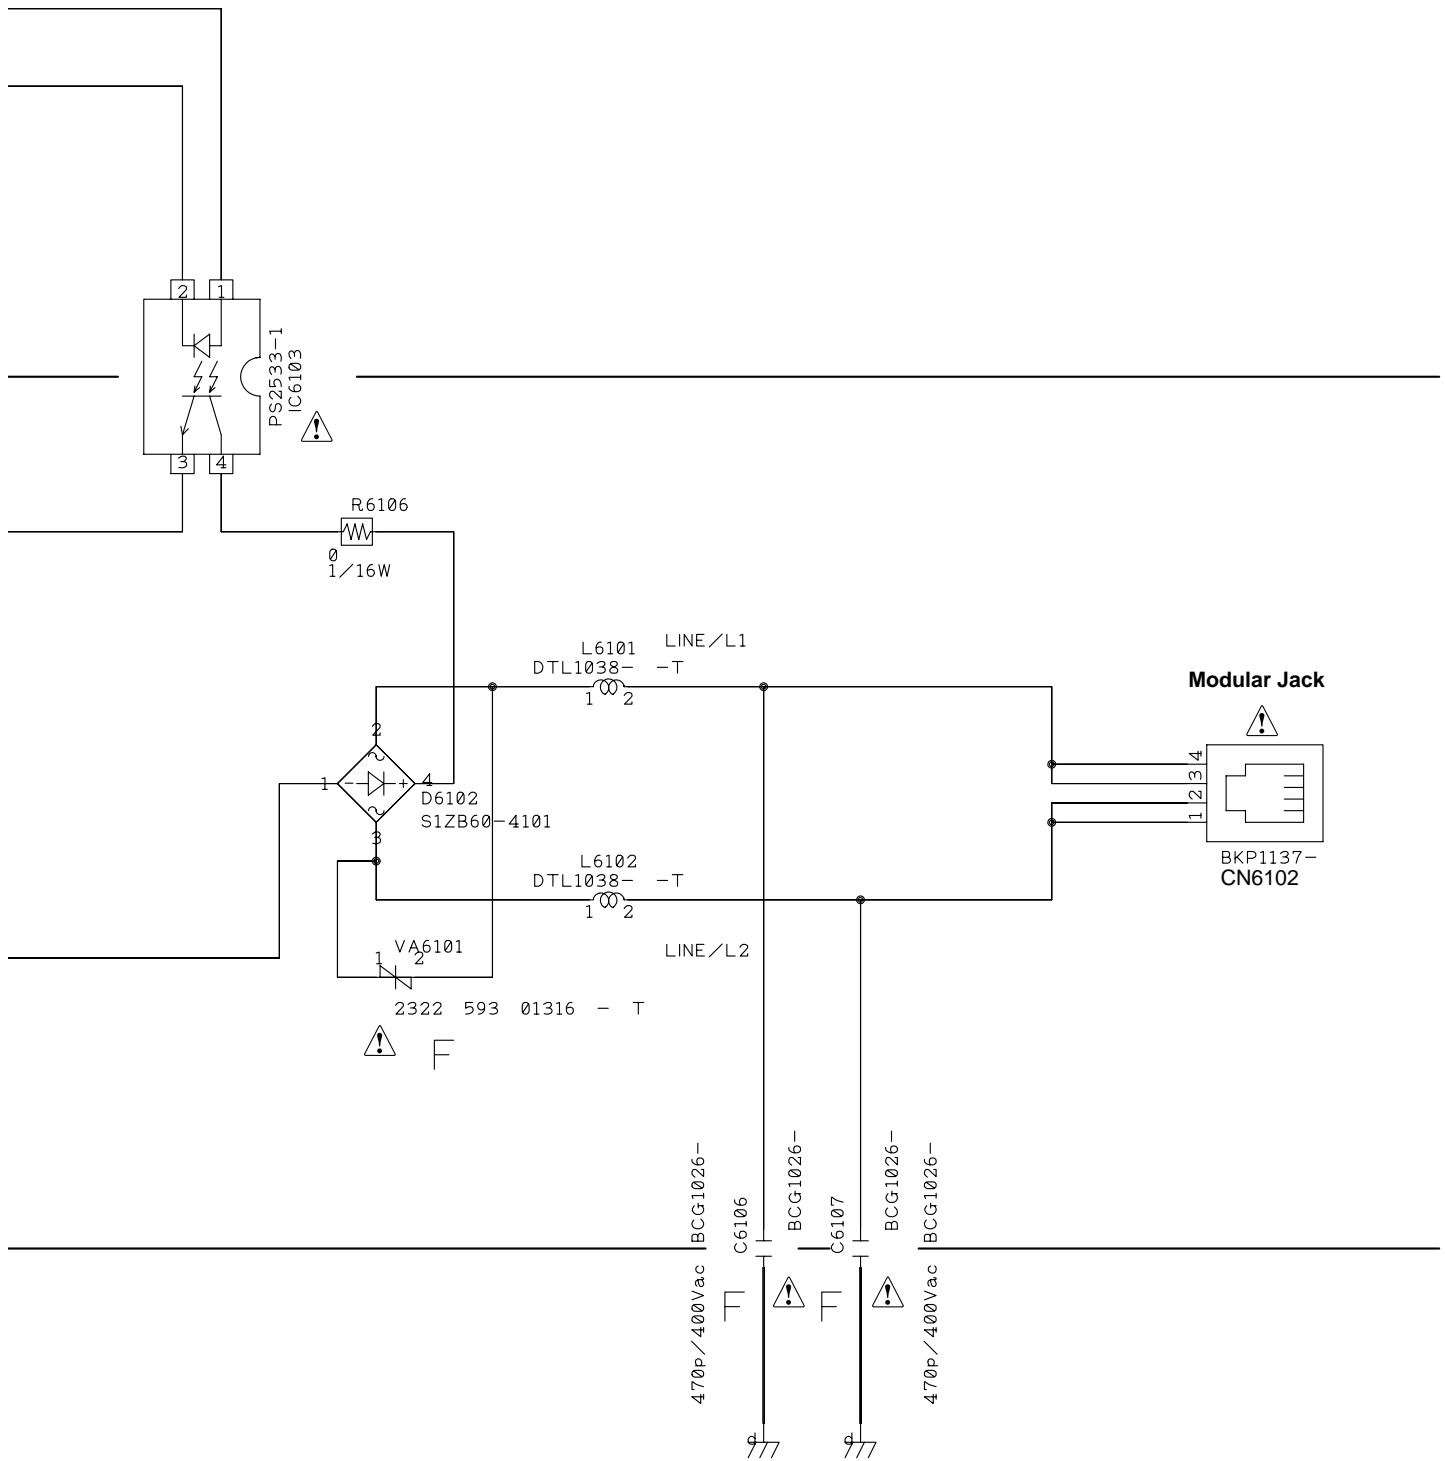 2 1
PS2533-1
IC6103
3 4
R6106
0
1/16W
L6101
LINE/L1
DTL1038- -T
1 2
Modular Jack
2
1 - + 4
D6102
S1ZB60-4101
3
4
3
2
1
BKP1137-
CN6102
L6102
DTL1038- -T
1 2
LINE/L2
VA6101
1 2
2322 593 01316 - T
F
470p/400Vac BCG1026-
C6106
BCG1026-
C6107
BCG1026-
470p/400Vac BCG1026-
F F
d d